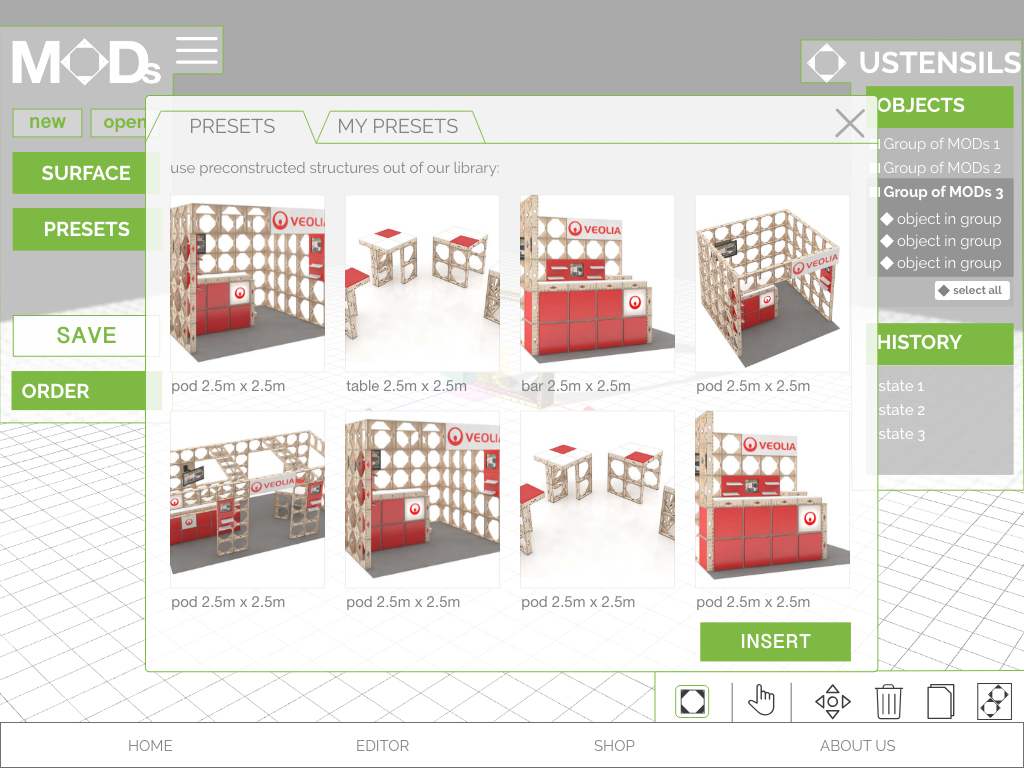 MODs
USTENSILS
new
open
SURFACE
PRESETS
SAVE
ORDER
PRESETS
MY PRESETS
use preconstructed structures out of our library:
VEOLIA
VEOLIA
VEOLIA
pod 2.5m x 2.5m
table 2.5m x 2.5m
bar 2.5m x 2.5m
pod 2.5m x 2.5m
VEOLIA
VEOLI
VEOLIA
pod 2.5m x 2.5m
pod 2.5m x 2.5m
pod 2.5m x 2.5m
pod 2.5m x 2.5m
INSERT
OBJECTS
Group of MODs 1
Group of MODs 2
Group of MODs 3
object in group
object in group
object in group
select all
HISTORY
state 1
state 2
state 3
HOME
EDITOR
SHOP
ABOUT US